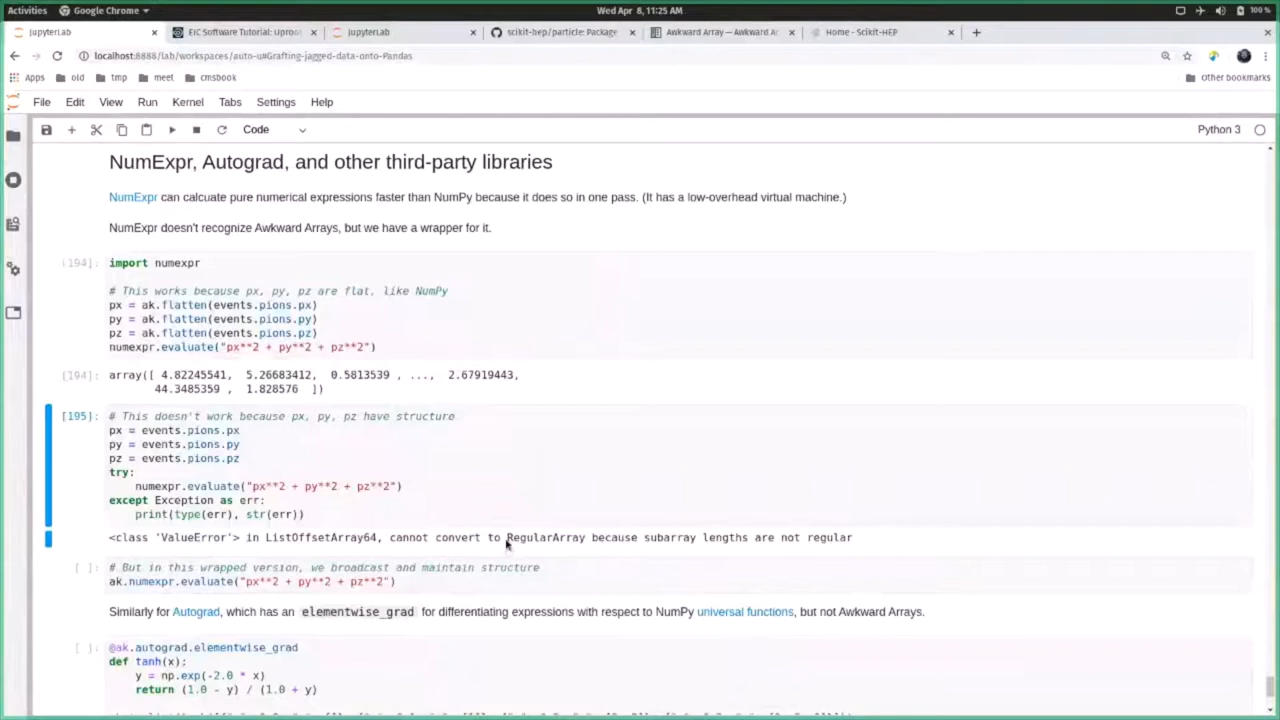 Activities Google Chrome Wed Apr 8, 11:25 AM 100 %
JupyterLab EIC Software Tutorial: Uproot JupyterLab scikit-hep/particle: Package Awkward Array — Awkward Ar Home - Scikit-HEP
localhost:8888/lab/workspaces/auto-u#Grafting-jagged-data-onto-Pandas
Apps old tmp meet cmsbook Other bookmarks
File Edit View Run Kernel Tabs Settings Help
Code Python 3
NumExpr, Autograd, and other third-party libraries
NumExpr can calcuate pure numerical expressions faster than NumPy because it does so in one pass. (It has a low-overhead virtual machine.)
NumExpr doesn't recognize Awkward Arrays, but we have a wrapper for it.
[194]: import numexpr
# This works because px, py, pz are flat, like NumPy
px = ak.flatten(events.pions.px)
py = ak.flatten(events.pions.py)
pz = ak.flatten(events.pions.pz)
numexpr.evaluate("px**2 + py**2 + pz**2")
[194]: array([ 4.82245541, 5.26683412, 0.5813539 , ..., 2.67919443,
44.3485359 , 1.828576 ])
[195]: # This doesn't work because px, py, pz have structure
px = events.pions.px
py = events.pions.py
pz = events.pions.pz
try:
numexpr.evaluate("px**2 + py**2 + pz**2")
except Exception as err:
print(type(err), str(err))
<class 'ValueError'> in ListOffsetArray64, cannot convert to RegularArray because subarray lengths are not regular
[ ]: # But in this wrapped version, we broadcast and maintain structure
ak.numexpr.evaluate("px**2 + py**2 + pz**2")
Similarly for Autograd, which has an elementwise_grad for differentiating expressions with respect to NumPy universal functions, but not Awkward Arrays.
[ ]: @ak.autograd.elementwise_grad
def tanh(x):
y = np.exp(-2.0 * x)
return (1.0 - y) / (1.0 + y)